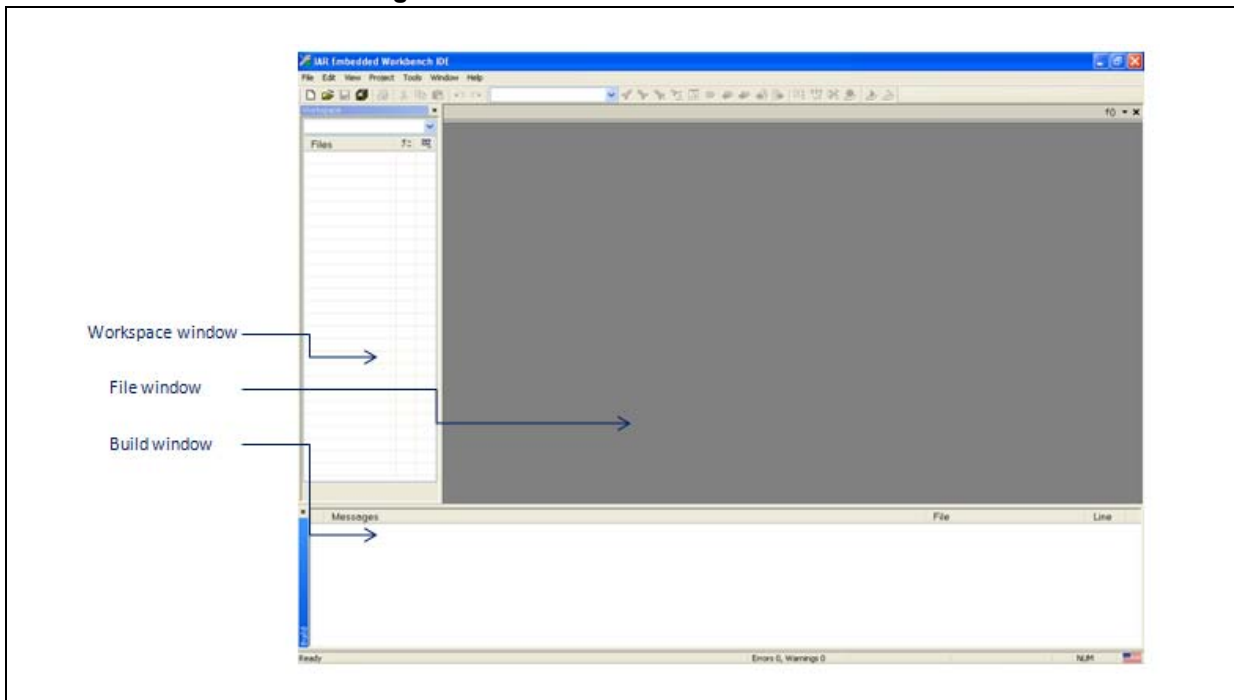 IAR Embedded Workbench IDE
File Edit View Project Tools Window Help
Workspace
f()
Files
Workspace window
File window
Build window
Messages File Line
Build
Ready Errors 0, Warnings 0 NUM